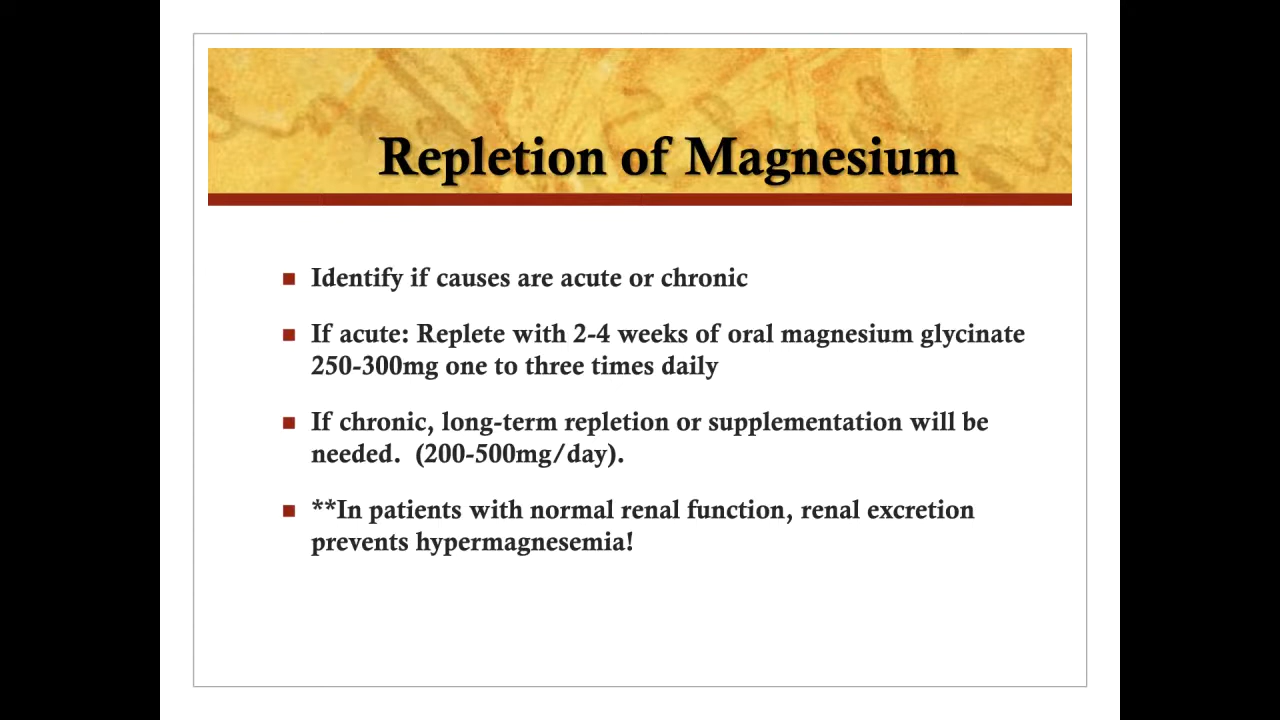 Repletion of Magnesium
■ Identify if causes are acute or chronic
■ If acute: Replete with 2-4 weeks of oral magnesium glycinate
250-300mg one to three times daily
■ If chronic, long-term repletion or supplementation will be
needed.  (200-500mg/day).
■ **In patients with normal renal function, renal excretion
prevents hypermagnesemia!